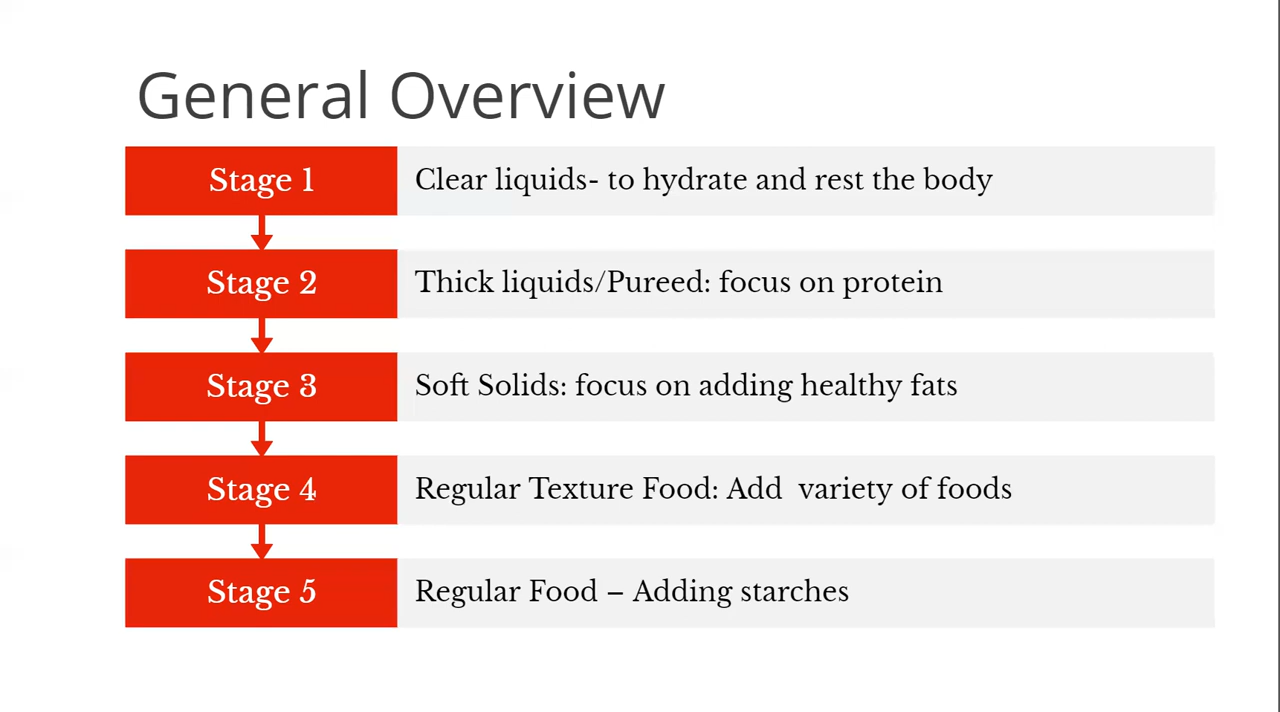 General Overview
Stage 1
Clear liquids- to hydrate and rest the body
Stage 2
Thick liquids/Pureed: focus on protein
Stage 3
Soft Solids: focus on adding healthy fats
Stage 4
Regular Texture Food: Add  variety of foods
Stage 5
Regular Food – Adding starches